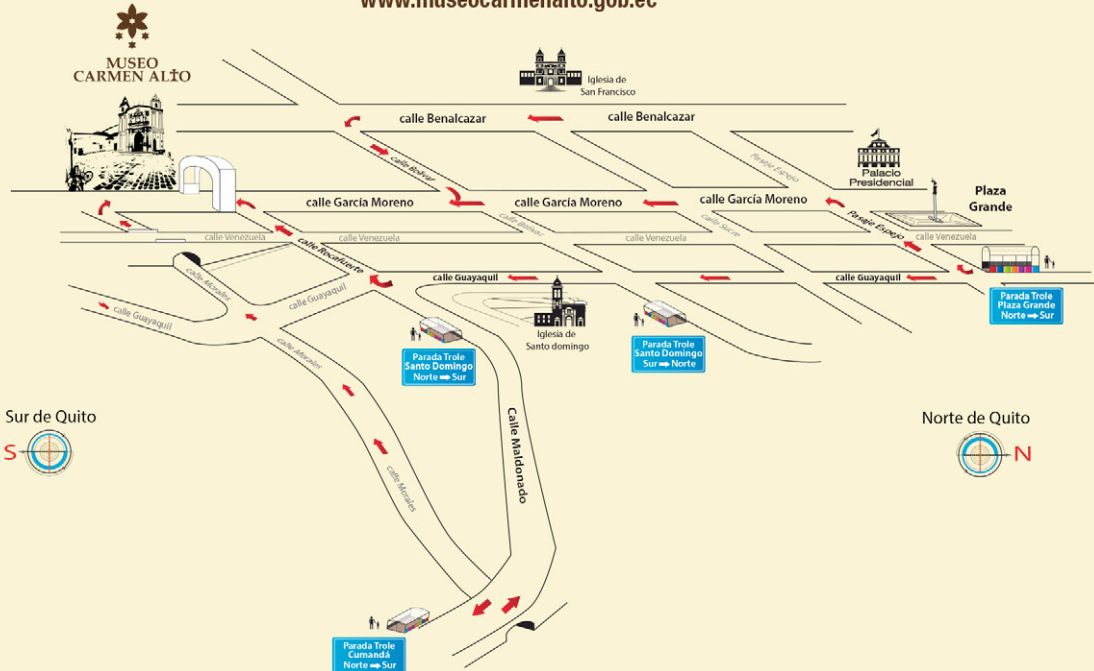 www.museocarmenalto.gob.ec
MUSEO
CARMEN ALTO
Iglesia de
San Francisco
calle Benalcazar
calle Benalcazar
calle Bolivar
Pasaje Espejo
Palacio
Presidencial
Plaza
Grande
calle García Moreno
calle García Moreno
calle García Moreno
Pasaje Espejo
calle Bolivar
calle Sucre
calle Venezuela
calle Venezuela
calle Venezuela
calle Venezuela
calle Rocafuerte
calle Morales
calle Guayaquil
calle Guayaquil
calle Guayaquil
calle Guayaquil
Parada Trole
Plaza Grande
Norte Sur
Iglesia de
Santo domingo
Parada Trole
Santo Domingo
Norte Sur
Parada Trole
Santo Domingo
Sur Norte
calle Morales
Sur de Quito
S
Norte de Quito
N
Calle Maldonado
calle Morales
Parada Trole
Cumandá
Norte Sur